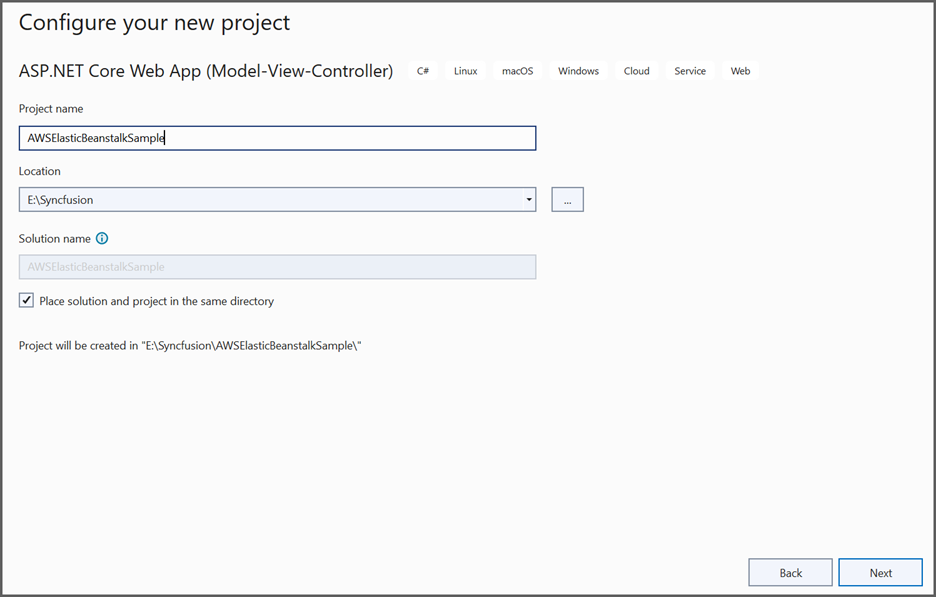 Configure your new project
ASP.NET Core Web App (Model-View-Controller) C# Linux macOS Windows Cloud Service Web
Project name
AWSElasticBeanstalkSample
Location
E:\Syncfusion ...
Solution name
AWSElasticBeanstalkSample
Place solution and project in the same directory
Project will be created in "E:\Syncfusion\AWSElasticBeanstalkSample\"
Back Next